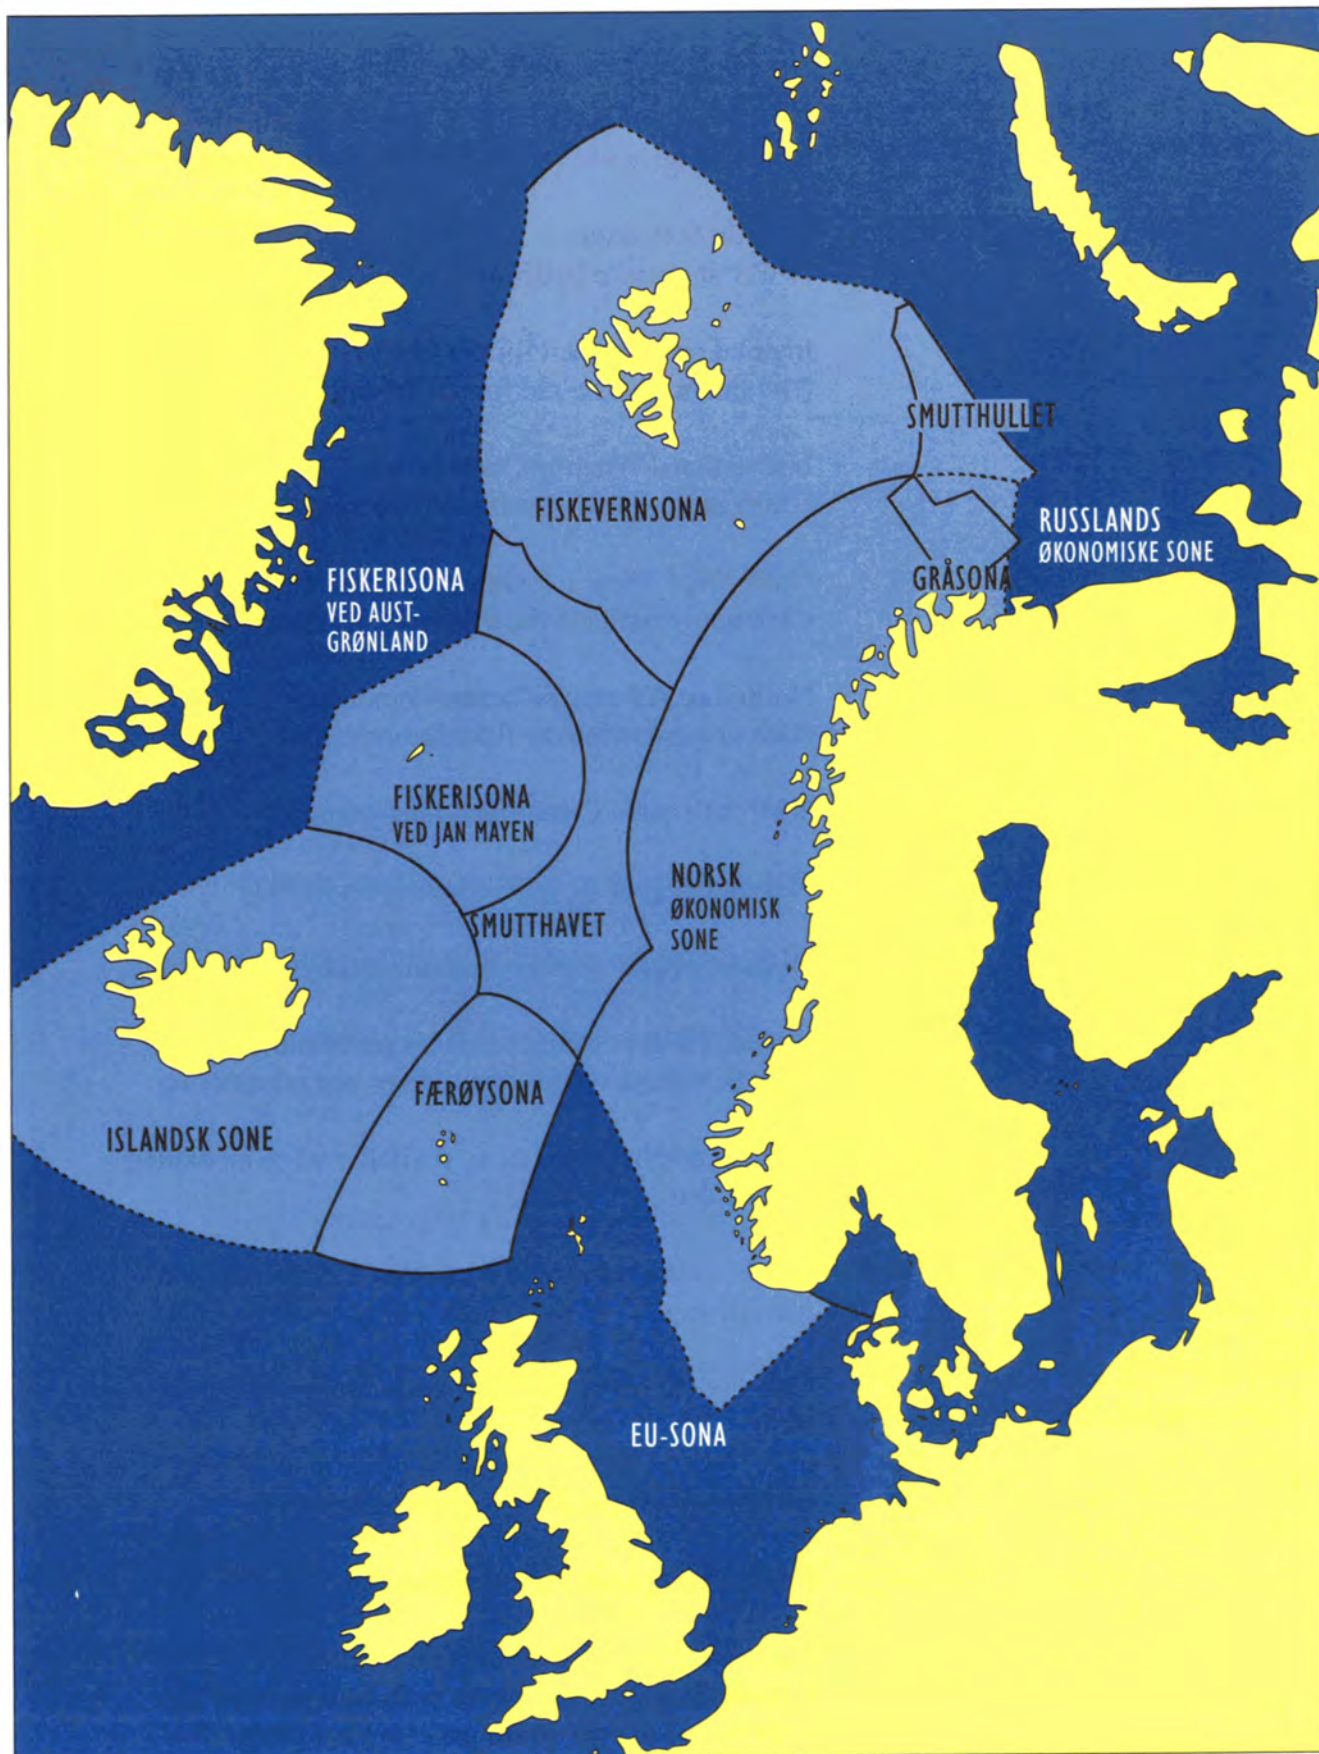 SMUTTHULLET
FISKEVERNSONA
RUSSLANDS
ØKONOMISKE SONE
GRÅSONA
FISKERISONA
VED AUST-
GRØNLAND
FISKERISONA
VED JAN MAYEN
NORSK
ØKONOMISK
SONE
SMUTTHAVET
FÆRØYSONA
ISLANDSK SONE
EU-SONA